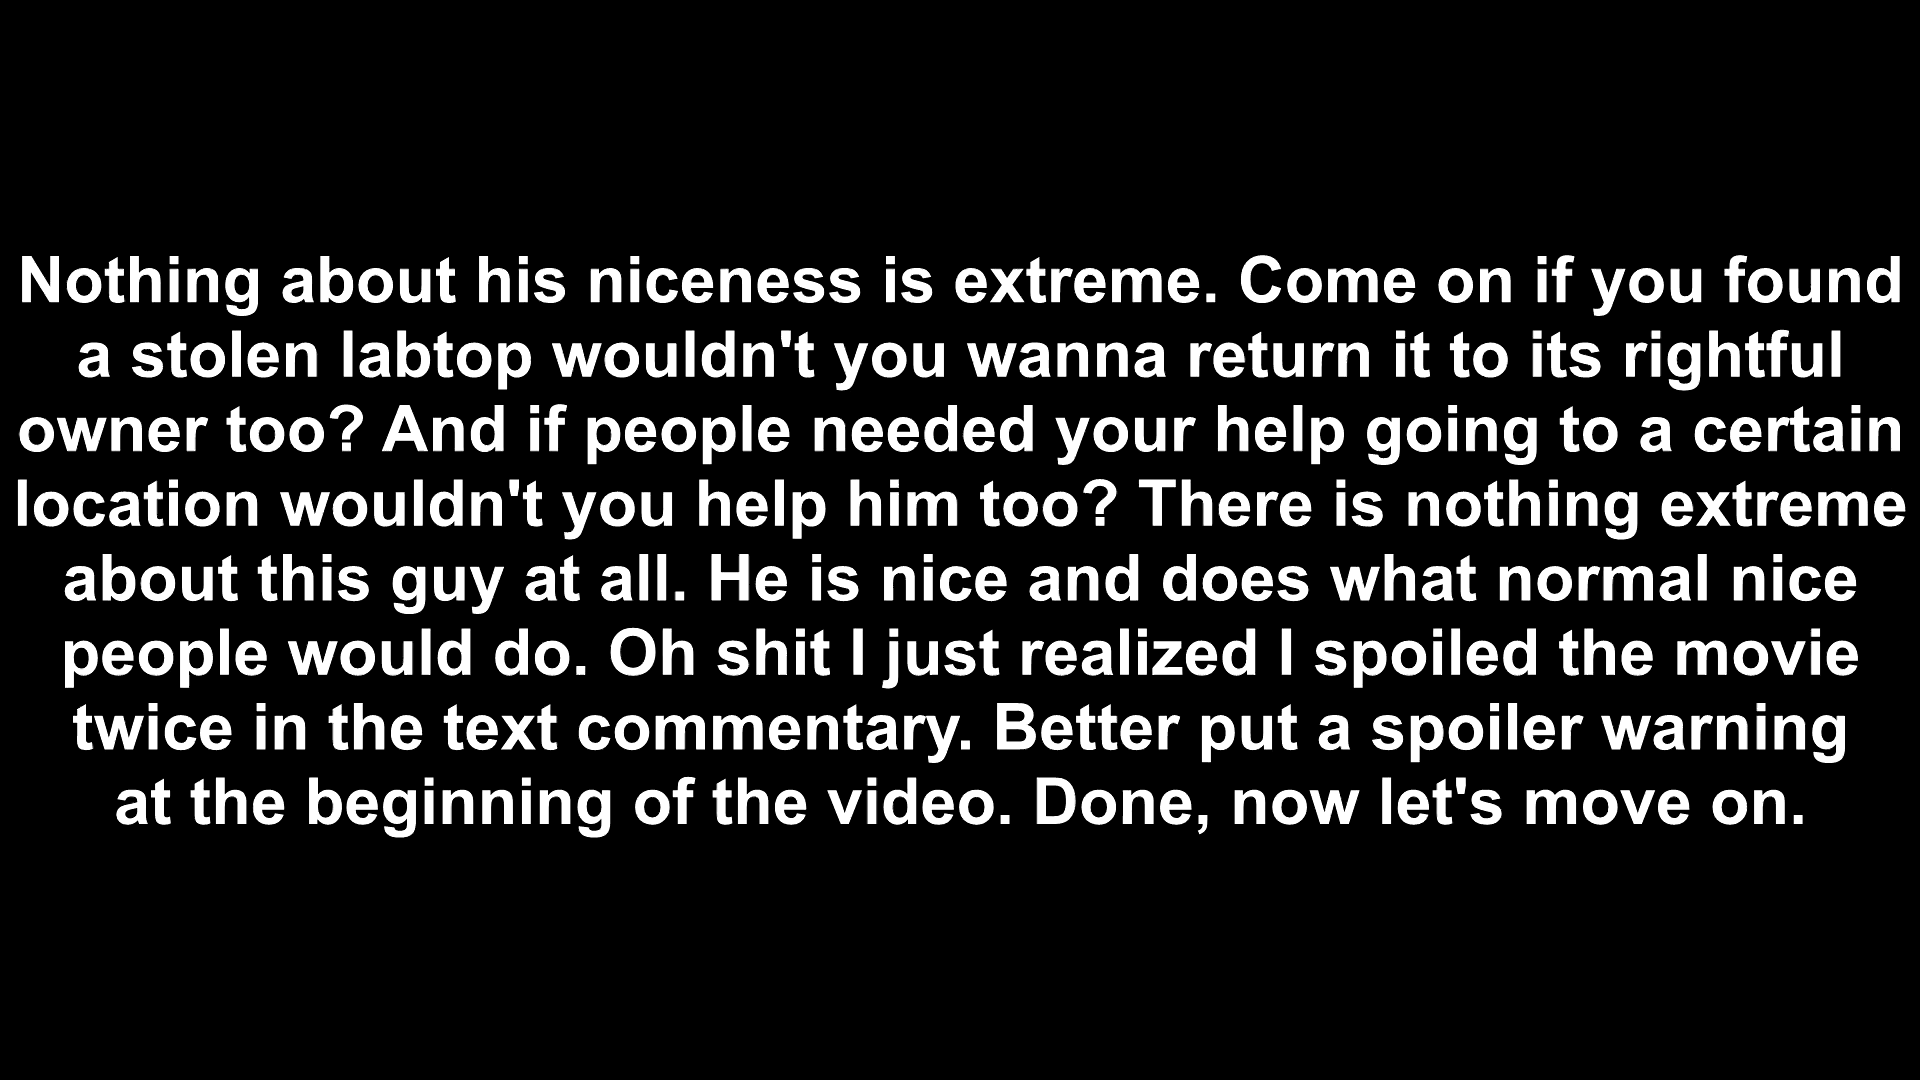 Nothing about his niceness is extreme. Come on if you found
a stolen labtop wouldn't you wanna return it to its rightful
owner too? And if people needed your help going to a certain
location wouldn't you help him too? There is nothing extreme
about this guy at all. He is nice and does what normal nice
people would do. Oh shit I just realized I spoiled the movie
twice in the text commentary. Better put a spoiler warning
at the beginning of the video. Done, now let's move on.